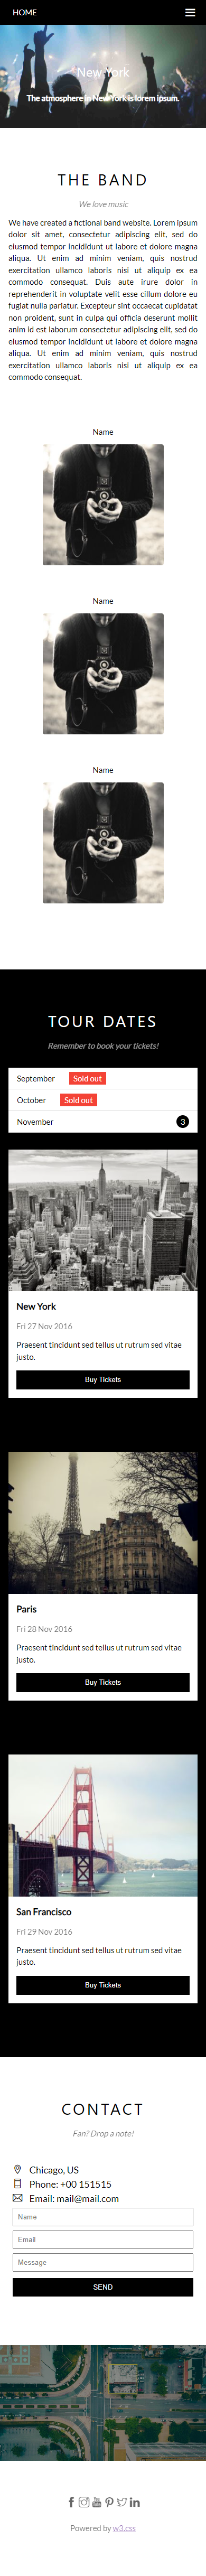 HOME
New York
The atmosphere in New York is lorem ipsum.
THE BAND
We love music
We have created a fictional band website. Lorem ipsum
dolor sit amet, consectetur adipiscing elit, sed do
eiusmod tempor incididunt ut labore et dolore magna
aliqua. Ut enim ad minim veniam, quis nostrud
exercitation ullamco laboris nisi ut aliquip ex ea
commodo consequat. Duis aute irure dolor in
reprehenderit in voluptate velit esse cillum dolore eu
fugiat nulla pariatur. Excepteur sint occaecat cupidatat
non proident, sunt in culpa qui officia deserunt mollit
anim id est laborum consectetur adipiscing elit, sed do
eiusmod tempor incididunt ut labore et dolore magna
aliqua. Ut enim ad minim veniam, quis nostrud
exercitation ullamco laboris nisi ut aliquip ex ea
commodo consequat.
Name
Name
Name
TOUR DATES
Remember to book your tickets!
September Sold out
October Sold out
November 3
New York
Fri 27 Nov 2016
Praesent tincidunt sed tellus ut rutrum sed vitae
justo.
Buy Tickets
Paris
Fri 28 Nov 2016
Praesent tincidunt sed tellus ut rutrum sed vitae
justo.
Buy Tickets
San Francisco
Fri 29 Nov 2016
Praesent tincidunt sed tellus ut rutrum sed vitae
justo.
Buy Tickets
CONTACT
Fan? Drop a note!
Chicago, US
Phone: +00 151515
Email: mail@mail.com
Name
Email
Message
SEND
Powered by w3.css